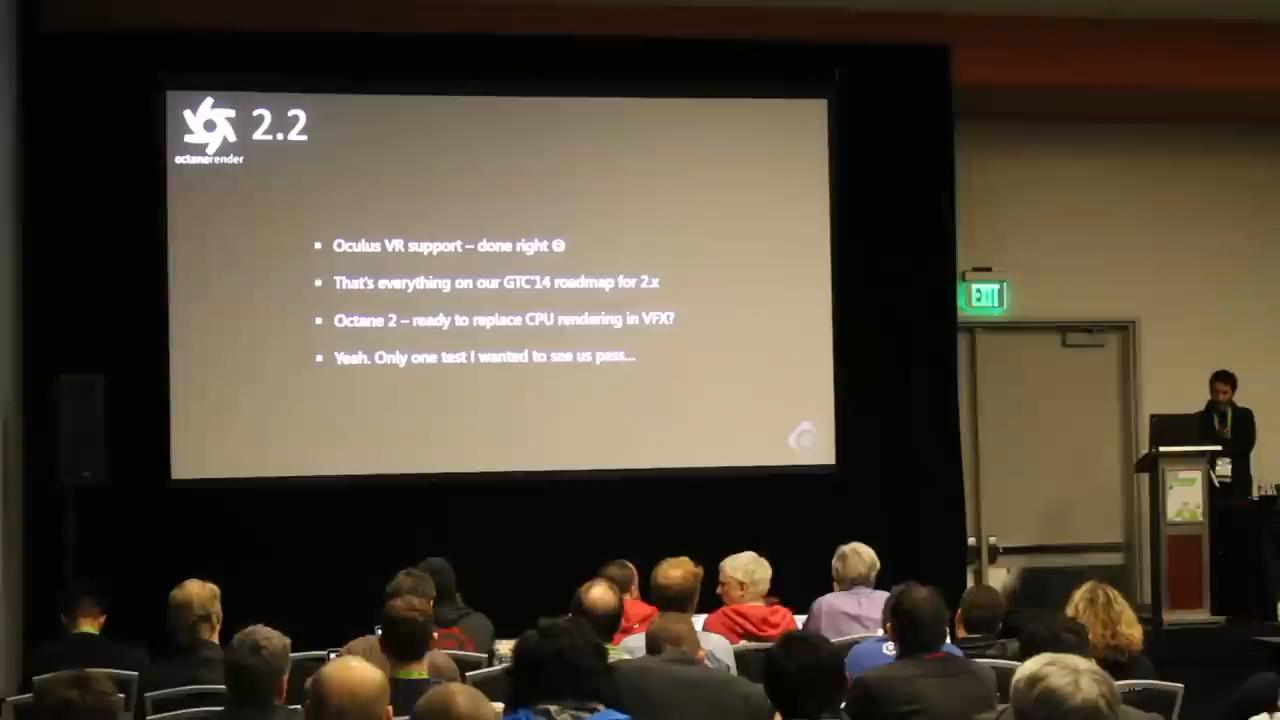 2.2
octanerender
Oculus VR support – done right ☺
That's everything on our GTC'14 roadmap for 2.x
Octane 2 – ready to replace CPU rendering in VFX?
Yeah. Only one test I wanted to see us pass...
EXIT